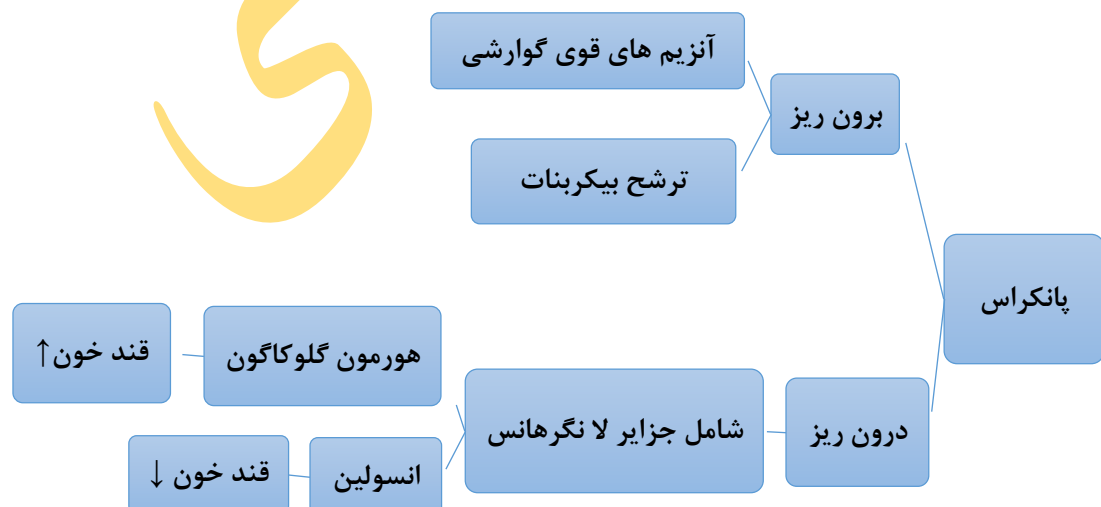 آنزیم های قوی گوارشی
برون ریز
ترشح بیکربنات
پانکراس
هورمون گلوکاگون
قند خون↑
شامل جزایر لا نگرهانس
درون ریز
انسولین
قند خون ↓
ی